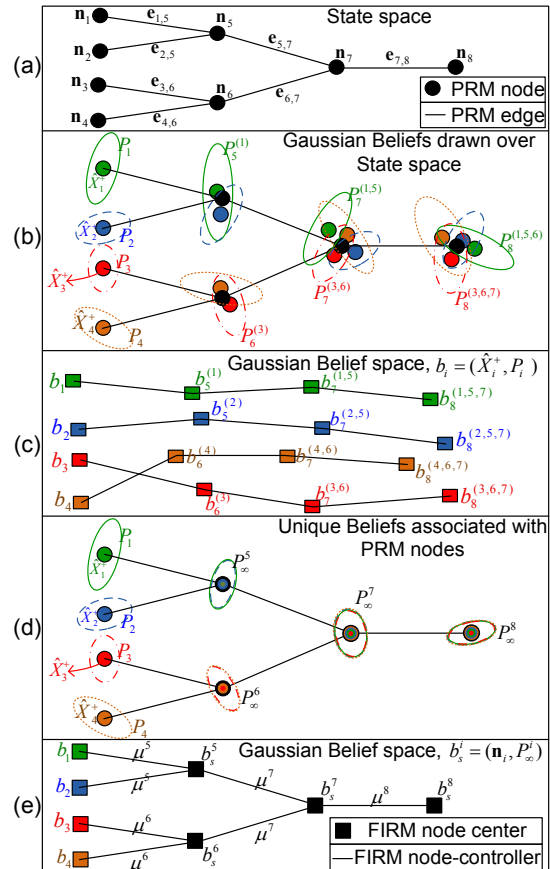 (a)
State space
n₁ e₁,₅ n₅
n₂ e₂,₅ e₅,₇ n₇ n₈
n₃ e₃,₆ e₇,₈
n₄ e₄,₆ n₆ e₆,₇
PRM node
PRM edge
(b)
Gaussian Beliefs drawn over
State space
P₁ P₅⁽¹⁾
X̂₁⁺
P₇⁽¹,⁵⁾
X̂₂⁺ P₂
P₈⁽¹,⁵,⁶⁾
X̂₃⁺ P₃
P₇⁽³,⁶⁾ P₈⁽³,⁶,⁷⁾
X̂₄⁺ P₄ P₆⁽³⁾
(c)
Gaussian Belief space, bᵢ = (X̂ᵢ⁺, Pᵢ)
b₁ b₅⁽¹⁾ b₇⁽¹,⁵⁾ b₈⁽¹,⁵,⁷⁾
b₂ b₅⁽²⁾ b₇⁽²,⁵⁾ b₈⁽²,⁵,⁷⁾
b₃ b₆⁽⁴⁾ b₇⁽⁴,⁶⁾ b₈⁽⁴,⁶,⁷⁾
b₄ b₆⁽³⁾ b₇⁽³,⁶⁾ b₈⁽³,⁶,⁷⁾
(d)
Unique Beliefs associated with
PRM nodes
P₁
X̂₁⁺ P∞⁵
X̂₂⁺ P₂ P∞⁷ P∞⁸
X̂₃⁺ P₃
X̂₄⁺ P₄ P∞⁶
(e)
Gaussian Belief space, bₛⁱ = (nᵢ, P∞ⁱ)
b₁ μ⁵ bₛ⁵
b₂ μ⁵ μ⁷ bₛ⁷ μ⁸ bₛ⁸
b₃ μ⁶
b₄ μ⁶ bₛ⁶ μ⁷
FIRM node center
FIRM node-controller